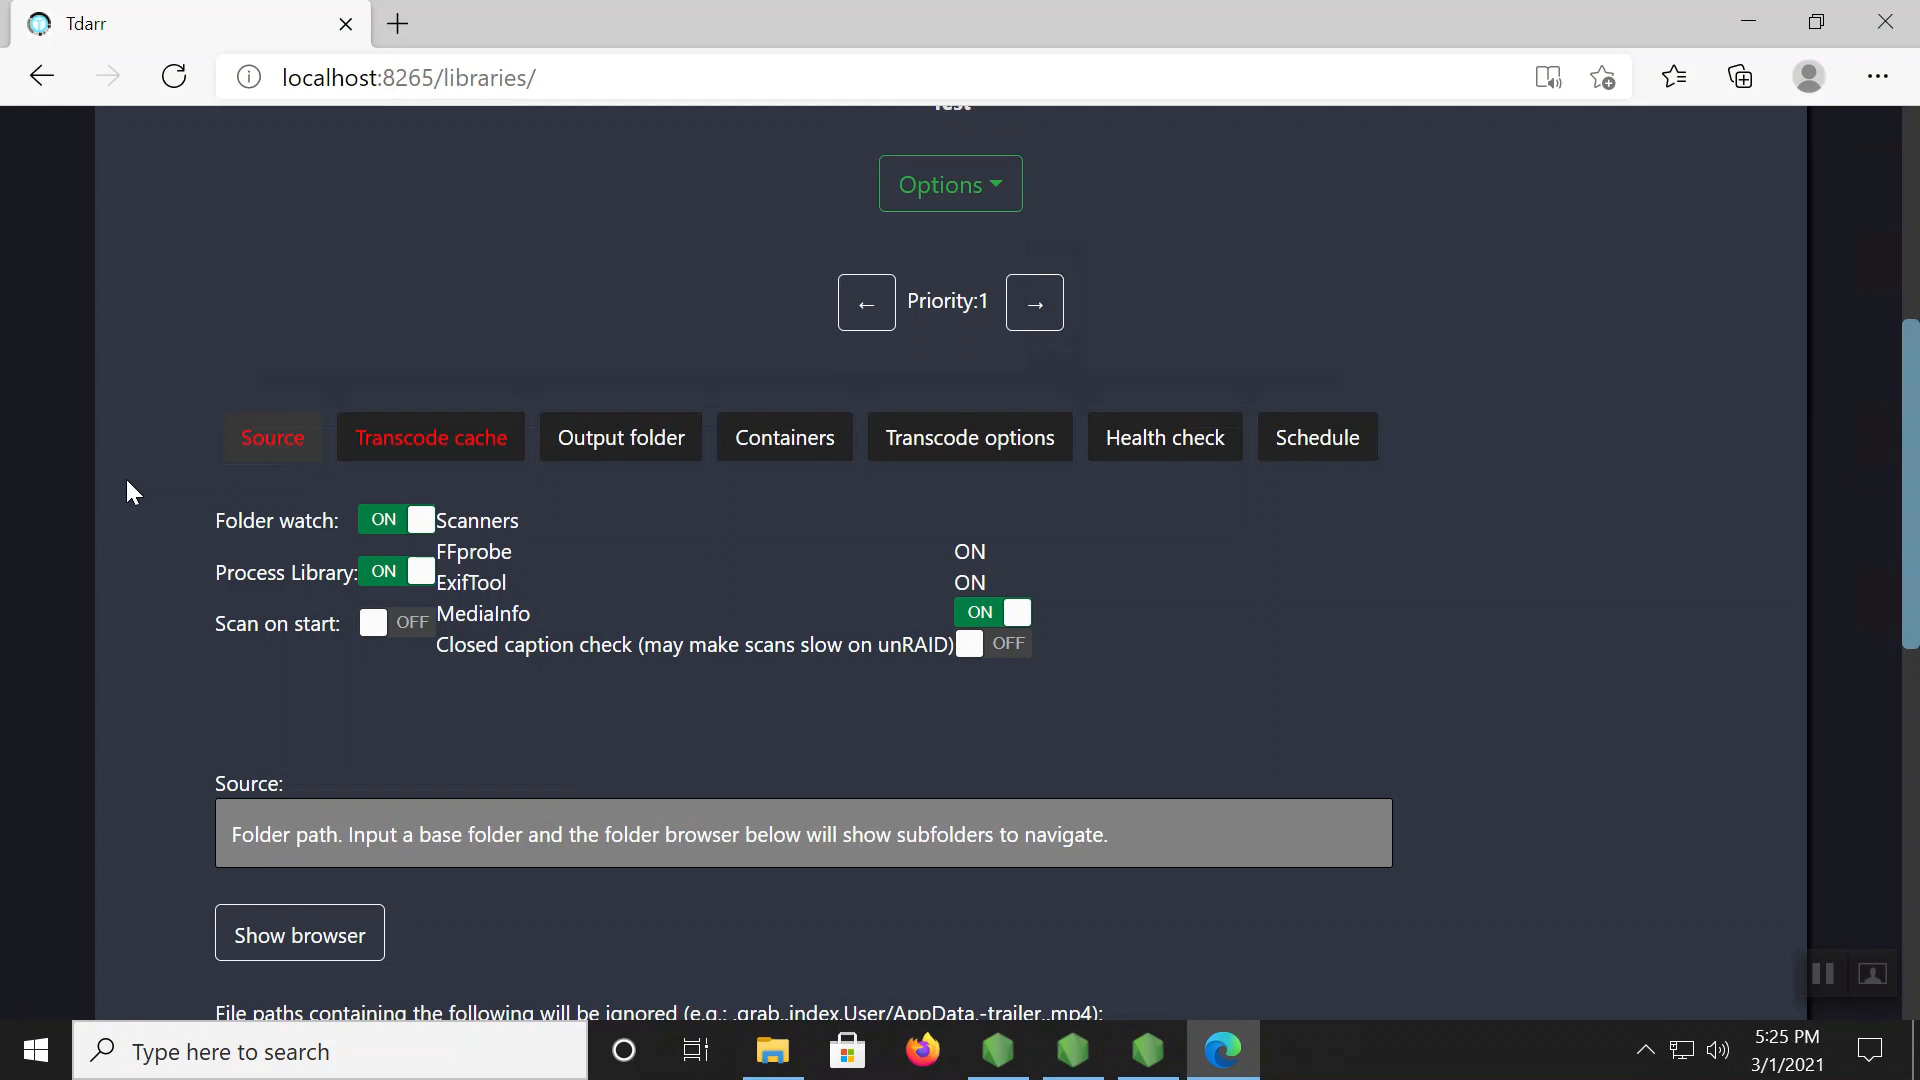 Tdarr
localhost:8265/libraries/
Test
Options
← Priority:1 →
Source Transcode cache Output folder Containers Transcode options Health check Schedule
Folder watch: ON
Process Library: ON
Scan on start: OFF
Scanners
FFprobe ON
ExifTool ON
MediaInfo ON
Closed caption check (may make scans slow on unRAID) OFF
Source:
Folder path. Input a base folder and the folder browser below will show subfolders to navigate.
Show browser
File paths containing the following will be ignored (e.g.: .grab,.index,User/AppData,-trailer,.mp4):
Type here to search
5:25 PM
3/1/2021